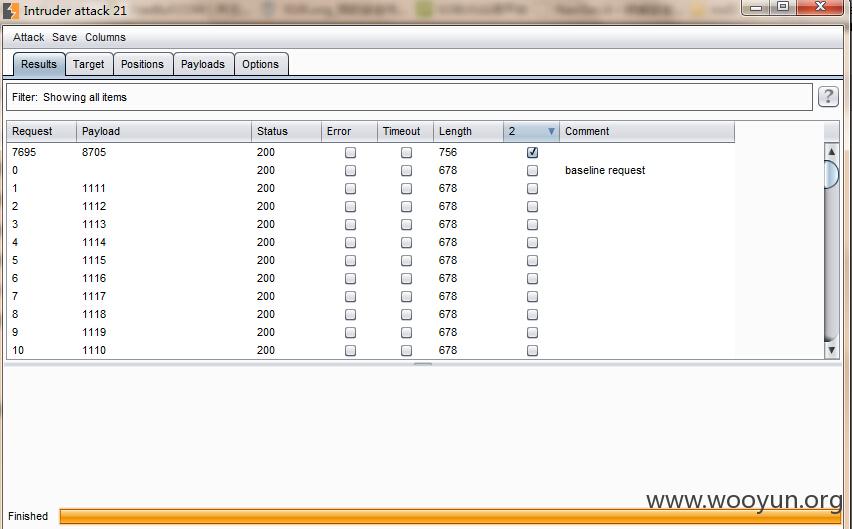 Intruder attack 21
Attack Save Columns
Results Target Positions Payloads Options
Filter: Showing all items ?
Request Payload Status Error Timeout Length 2 Comment
7695 8705 200 756
0 200 678 baseline request
1 1111 200 678
2 1112 200 678
3 1113 200 678
4 1114 200 678
5 1115 200 678
6 1116 200 678
7 1117 200 678
8 1118 200 678
9 1119 200 678
10 1110 200 678
www.wooyun.org
Finished